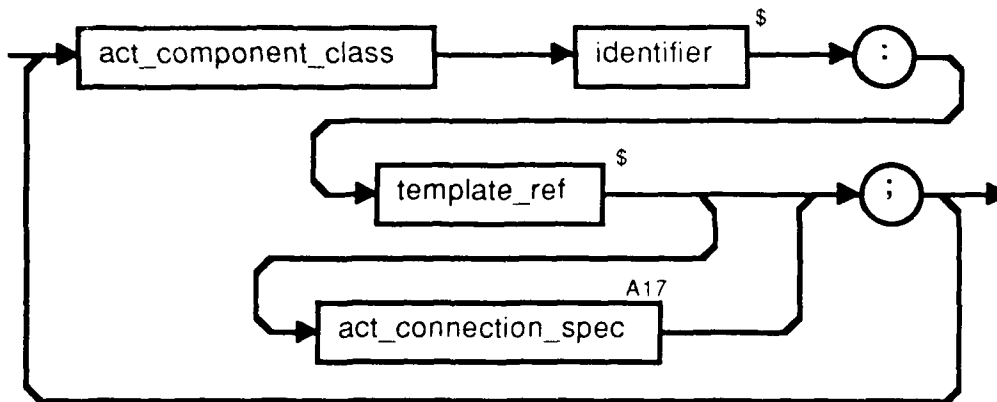 $
act_component_class identifier :
$
template_ref ;
A17
act_connection_spec